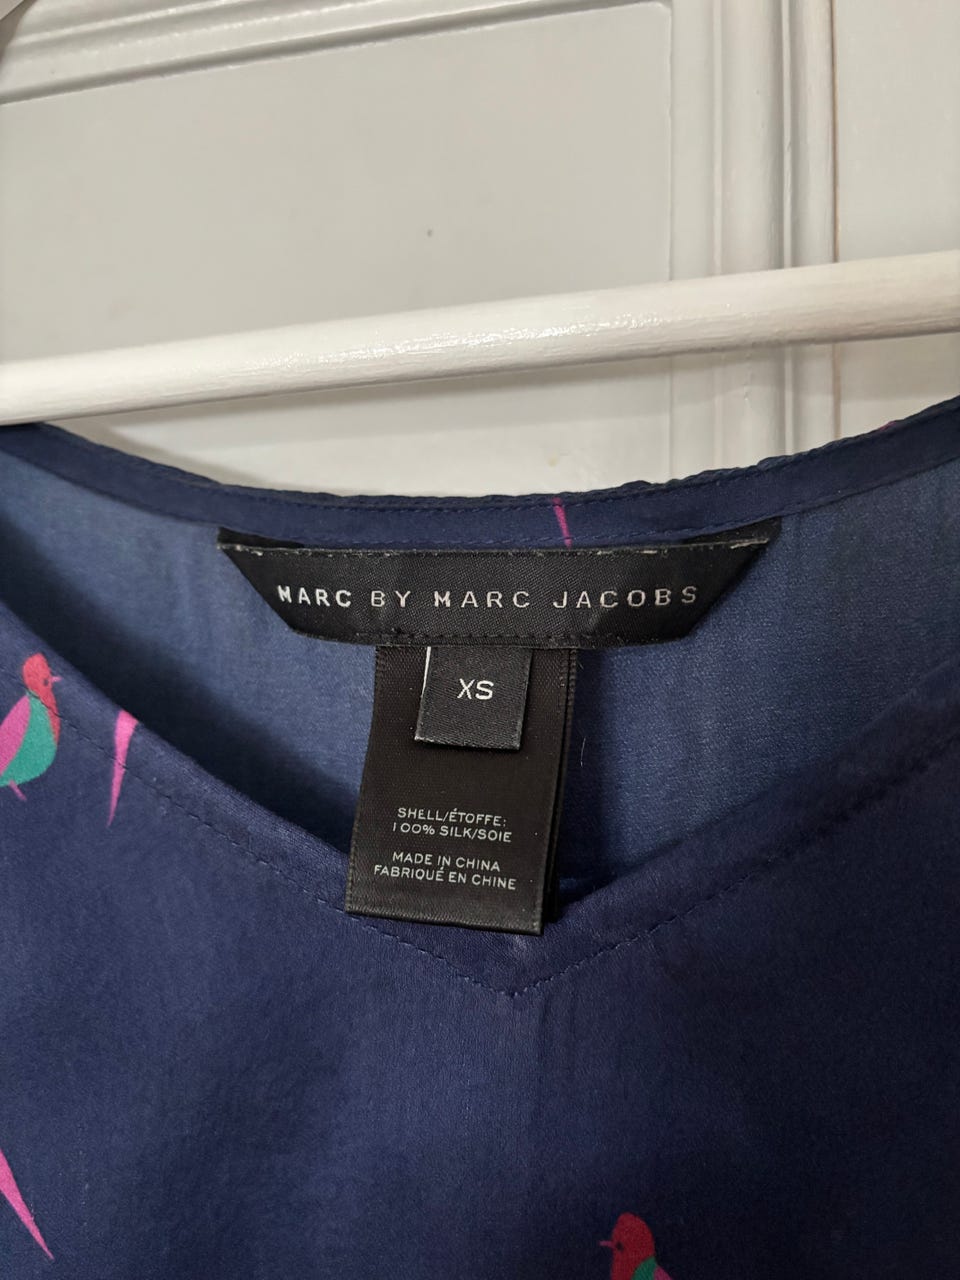 MARC BY MARC JACOBS
XS
SHELL/ÉTOFFE:
100% SILK/SOIE
MADE IN CHINA
FABRIQUÉ EN CHINE